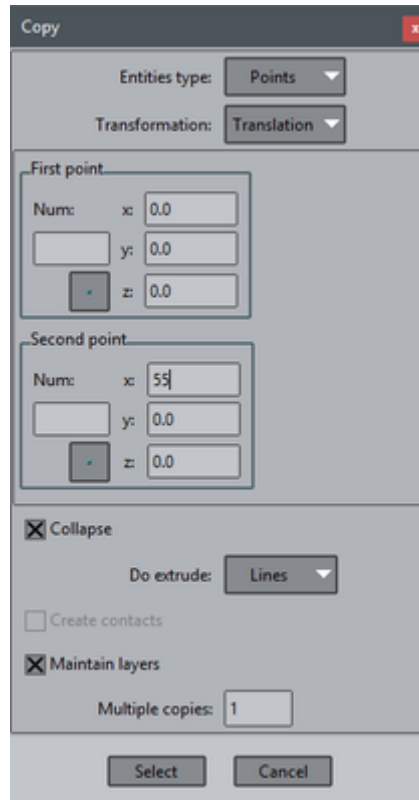 Copy x
Entities type: Points
Transformation: Translation
First point
Num: x: 0.0
y: 0.0
z: 0.0
Second point
Num: x: 55
y: 0.0
z: 0.0
Collapse
Do extrude: Lines
Create contacts
Maintain layers
Multiple copies: 1
Select Cancel